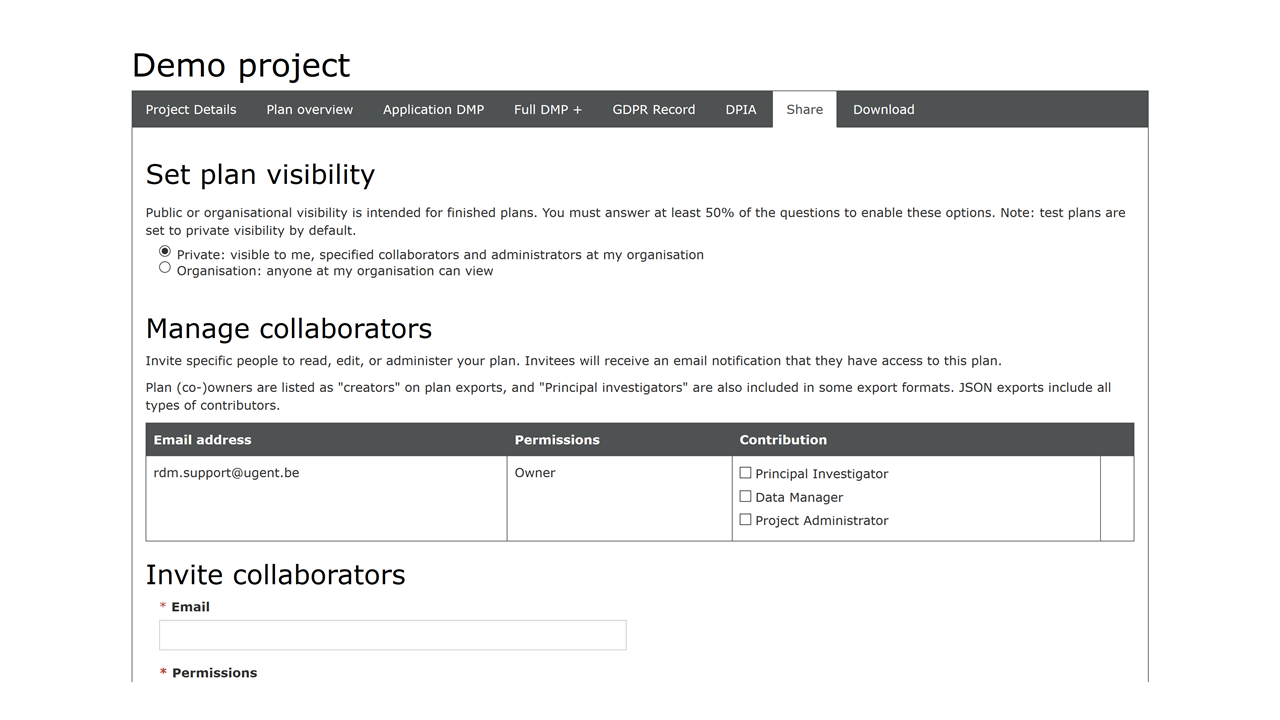 Demo project
Project Details Plan overview Application DMP Full DMP + GDPR Record DPIA Share Download
Set plan visibility
Public or organisational visibility is intended for finished plans. You must answer at least 50% of the questions to enable these options. Note: test plans are
set to private visibility by default.
Private: visible to me, specified collaborators and administrators at my organisation
Organisation: anyone at my organisation can view
Manage collaborators
Invite specific people to read, edit, or administer your plan. Invitees will receive an email notification that they have access to this plan.
Plan (co-)owners are listed as "creators" on plan exports, and "Principal investigators" are also included in some export formats. JSON exports include all
types of contributors.
Email address Permissions Contribution
rdm.support@ugent.be Owner Principal Investigator
Data Manager
Project Administrator
Invite collaborators
* Email
* Permissions